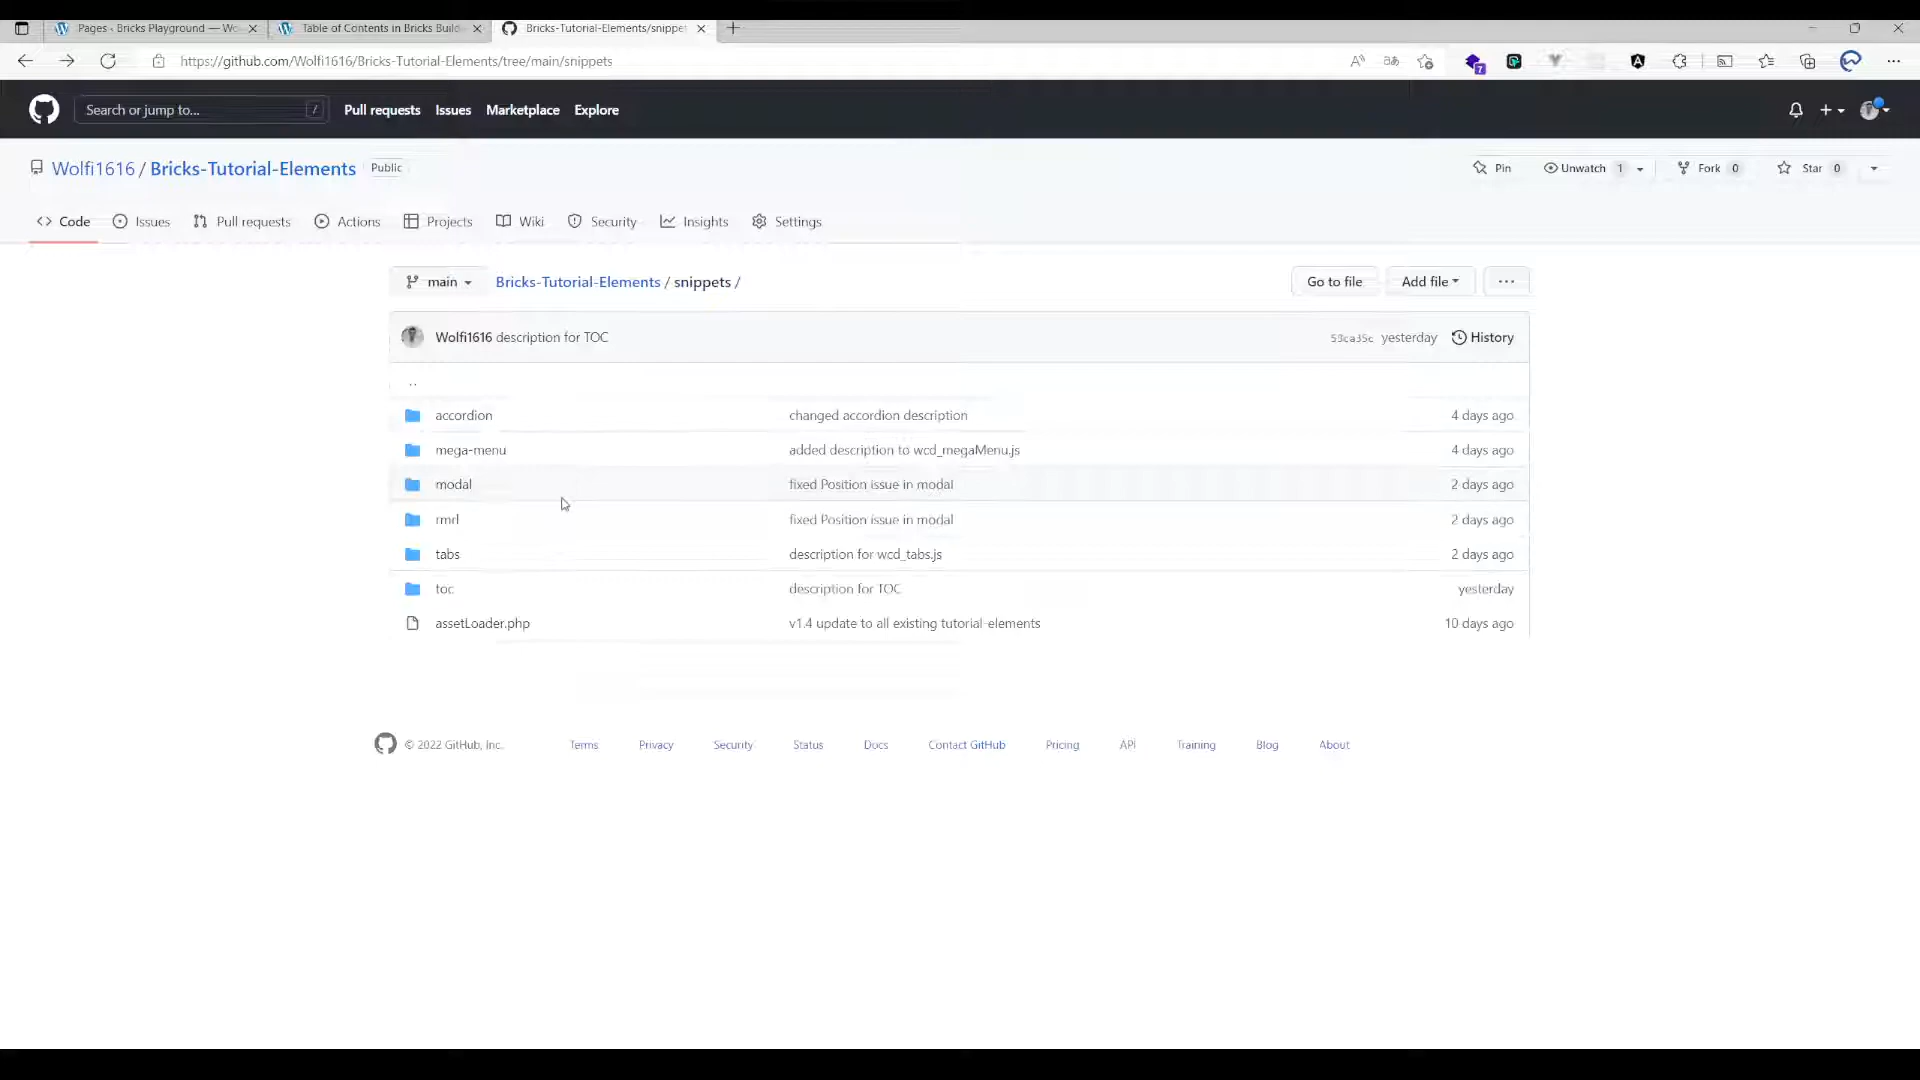 Pages ‹ Bricks Playground — Wo
Table of Contents in Bricks Build
Bricks-Tutorial-Elements/snippet
https://github.com/Wolfi1616/Bricks-Tutorial-Elements/tree/main/snippets
7
Search or jump to...
/
Pull requests
Issues
Marketplace
Explore
Wolfi1616 / Bricks-Tutorial-Elements
Public
Pin
Unwatch 1
Fork 0
Star 0
Code
Issues
Pull requests
Actions
Projects
Wiki
Security
Insights
Settings
main
Bricks-Tutorial-Elements / snippets /
Go to file
Add file
...
Wolfi1616 description for TOC
53ca35c yesterday
History
..
accordion changed accordion description 4 days ago
mega-menu added description to wcd_megaMenu.js 4 days ago
modal fixed Position issue in modal 2 days ago
rmrl fixed Position issue in modal 2 days ago
tabs description for wcd_tabs.js 2 days ago
toc description for TOC yesterday
assetLoader.php v1.4 update to all existing tutorial-elements 10 days ago
© 2022 GitHub, Inc.
Terms
Privacy
Security
Status
Docs
Contact GitHub
Pricing
API
Training
Blog
About